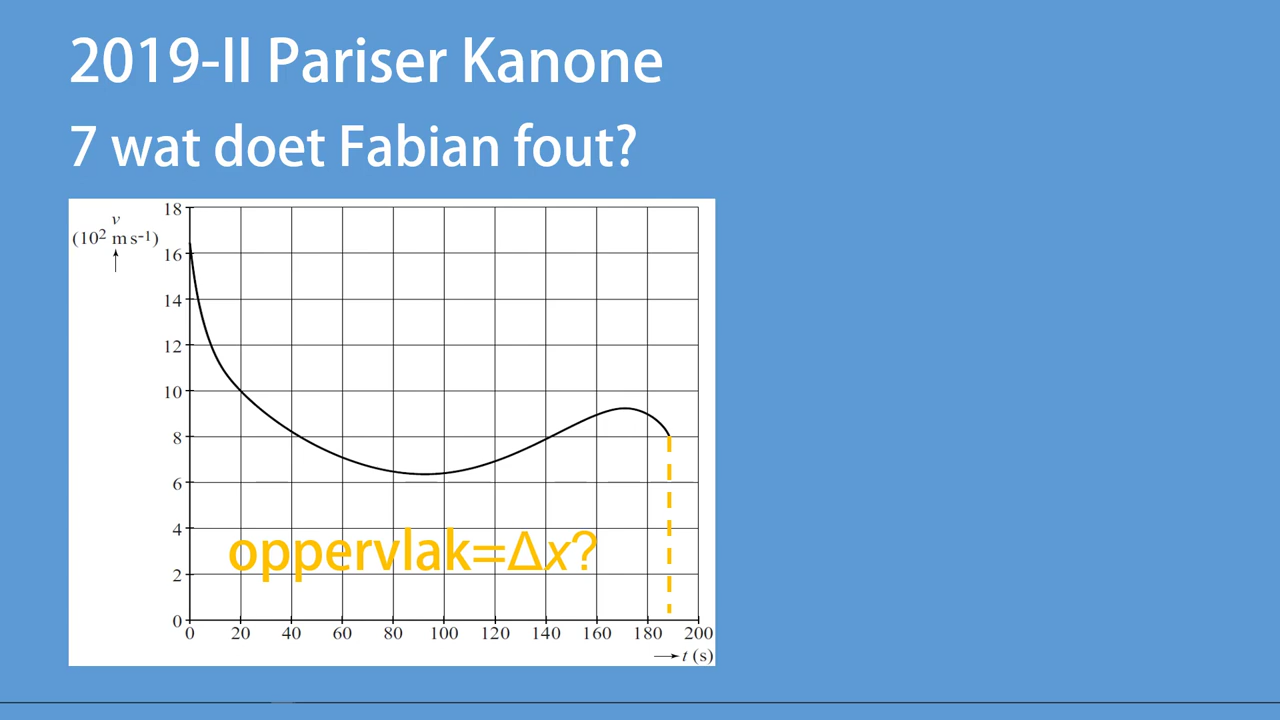 2019-II Pariser Kanone
7 wat doet Fabian fout?
v
(10² m s⁻¹)
18
16
14
12
10
8
6
4
2
0
oppervlak=Δx?
0 20 40 60 80 100 120 140 160 180 200
t (s)